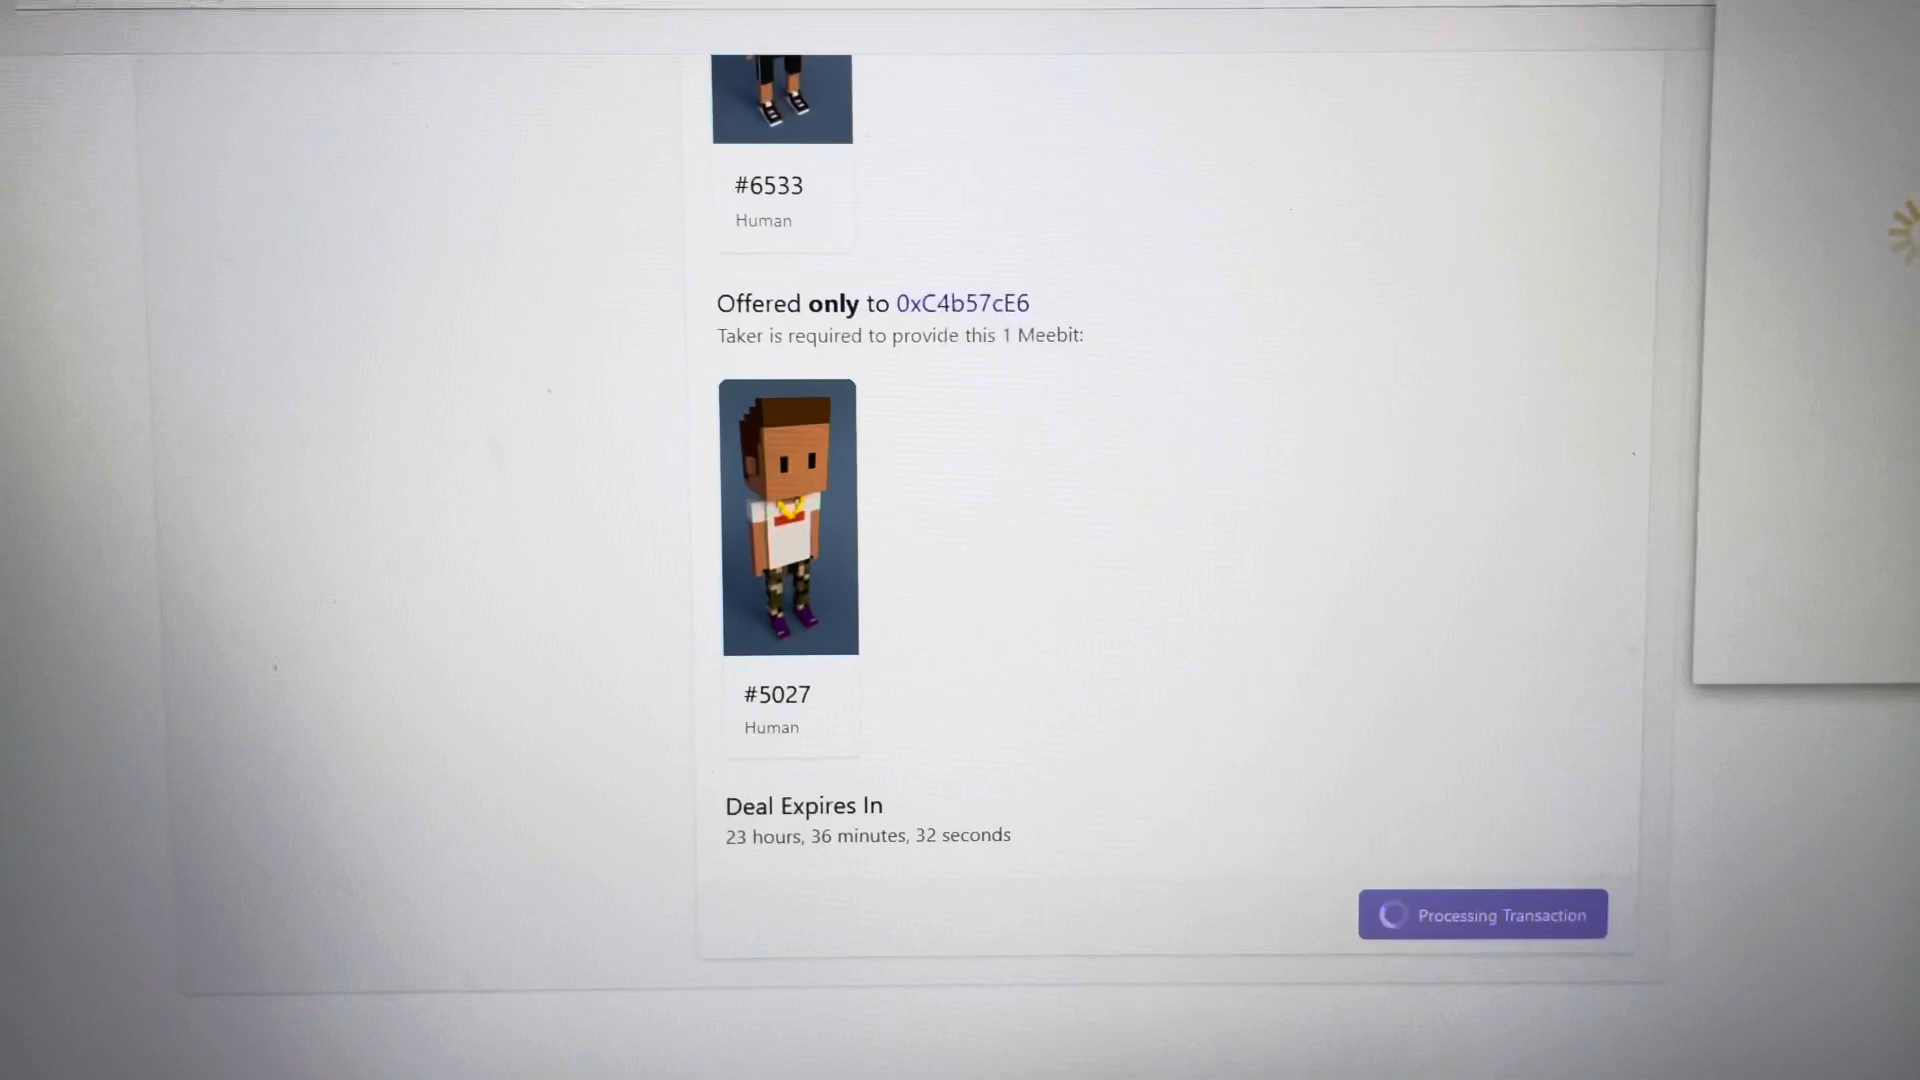 #6533
Human
Offered only to 0xC4b57cE6
Taker is required to provide this 1 Meebit:
#5027
Human
Deal Expires In
23 hours, 36 minutes, 32 seconds
Processing Transaction